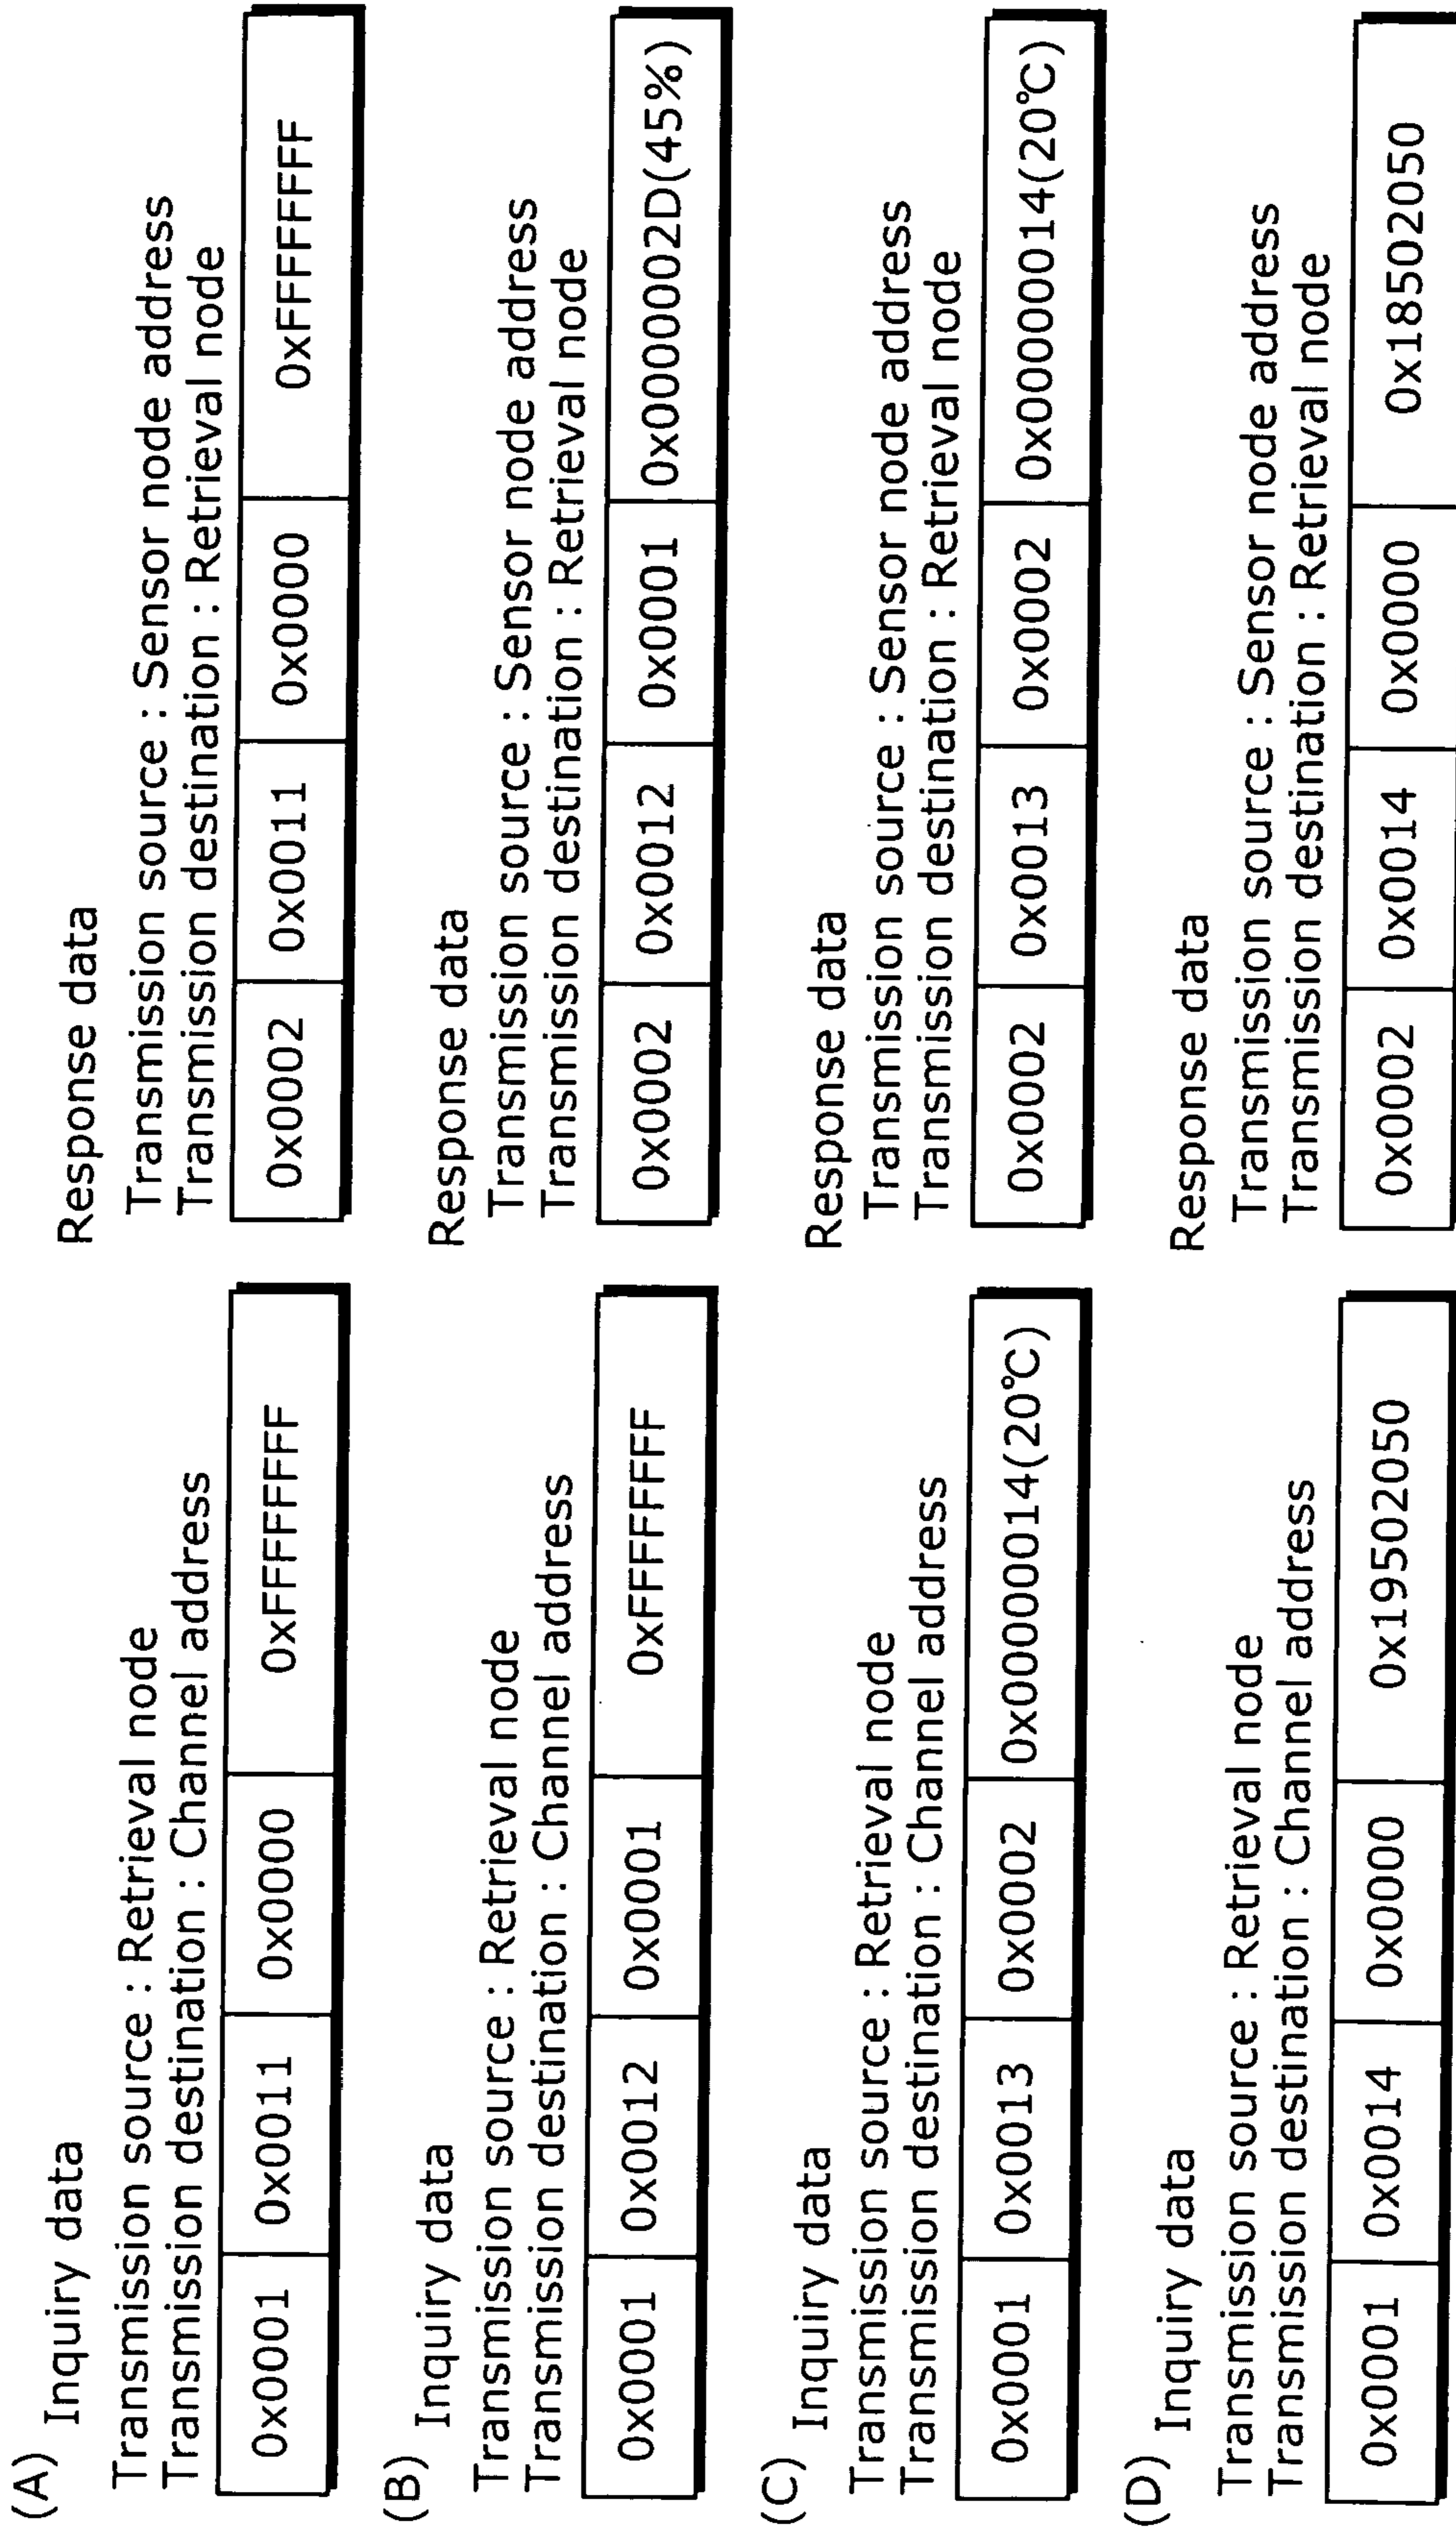 (A)
Inquiry data
Transmission source : Retrieval node
Transmission destination : Channel address
0x0001 0x0011 0x0000 0xFFFFFFFF
Response data
Transmission source : Sensor node address
Transmission destination : Retrieval node
0x0002 0x0011 0x0000 0xFFFFFFFF
(B)
Inquiry data
Transmission source : Retrieval node
Transmission destination : Channel address
0x0001 0x0012 0x0001 0xFFFFFFFF
Response data
Transmission source : Sensor node address
Transmission destination : Retrieval node
0x0002 0x0012 0x0001 0x0000002D(45%)
(C)
Inquiry data
Transmission source : Retrieval node
Transmission destination : Channel address
0x0001 0x0013 0x0002 0x00000014(20℃)
Response data
Transmission source : Sensor node address
Transmission destination : Retrieval node
0x0002 0x0013 0x0002 0x00000014(20℃)
(D)
Inquiry data
Transmission source : Retrieval node
Transmission destination : Channel address
0x0001 0x0014 0x0000 0x19502050
Response data
Transmission source : Sensor node address
Transmission destination : Retrieval node
0x0002 0x0014 0x0000 0x18502050